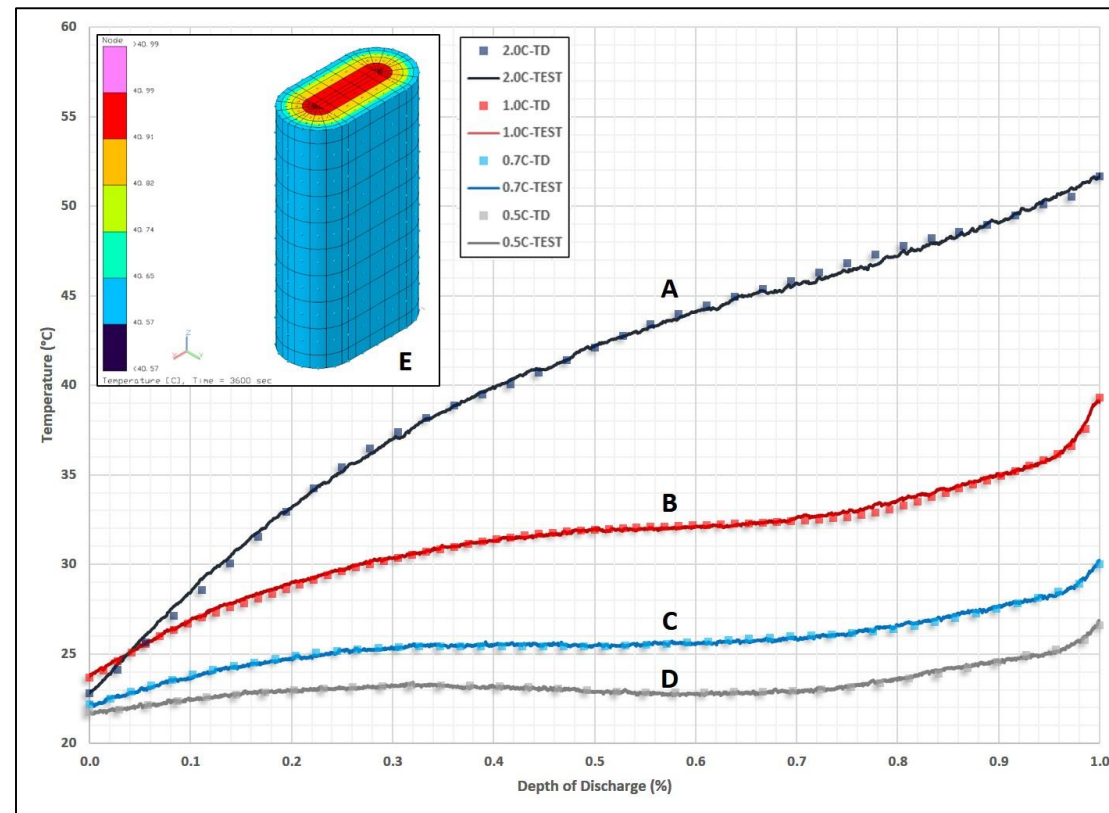 60
55
50
45
40
35
30
25
20
Temperature (°C)
0.0 0.1 0.2 0.3 0.4 0.5 0.6 0.7 0.8 0.9 1.0
Depth of Discharge (%)
Node
>40.99
40.99
40.91
40.82
40.74
40.65
40.57
<40.57
Z
X Y
Temperature [C], Time = 3600 sec
E
2.0C-TD
2.0C-TEST
1.0C-TD
1.0C-TEST
0.7C-TD
0.7C-TEST
0.5C-TD
0.5C-TEST
A
B
C
D